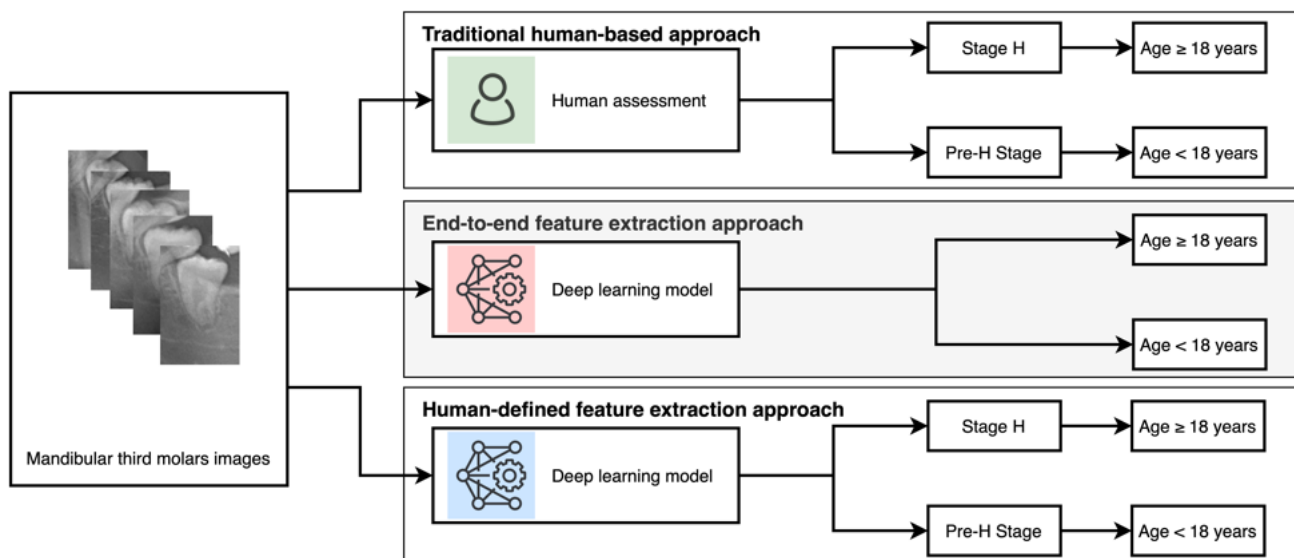 Traditional human-based approach
Human assessment
Stage H
Age ≥ 18 years
Pre-H Stage
Age < 18 years
End-to-end feature extraction approach
Deep learning model
Age ≥ 18 years
Age < 18 years
Mandibular third molars images
Human-defined feature extraction approach
Deep learning model
Stage H
Age ≥ 18 years
Pre-H Stage
Age < 18 years